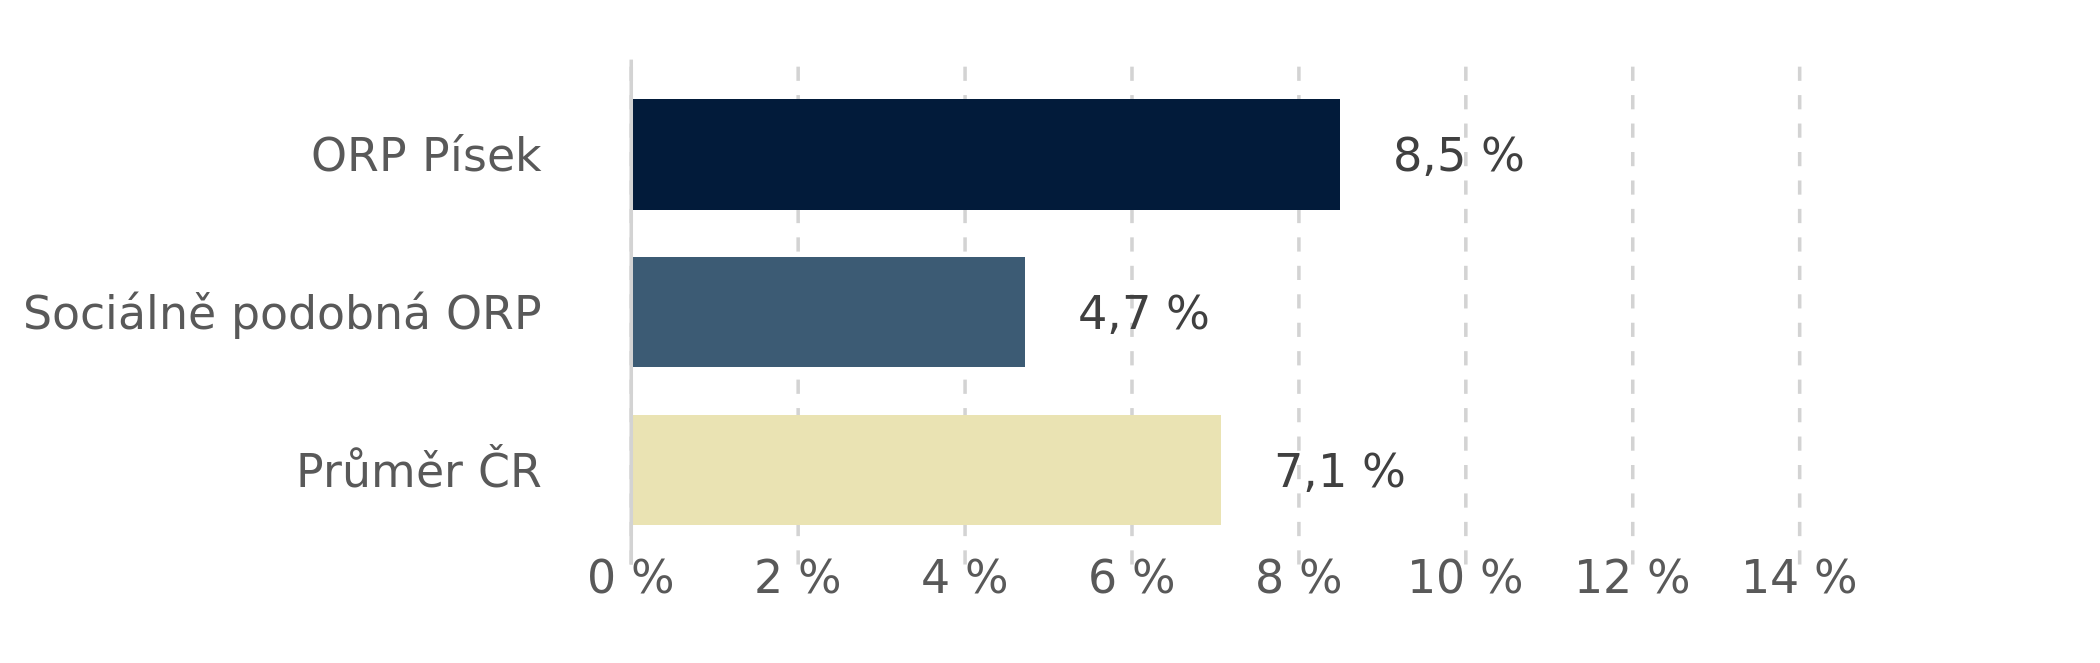 ORP Písek
8,5 %
Sociálně podobná ORP
4,7 %
Průměr ČR
7,1 %
0 % 2 % 4 % 6 % 8 % 10 % 12 % 14 %